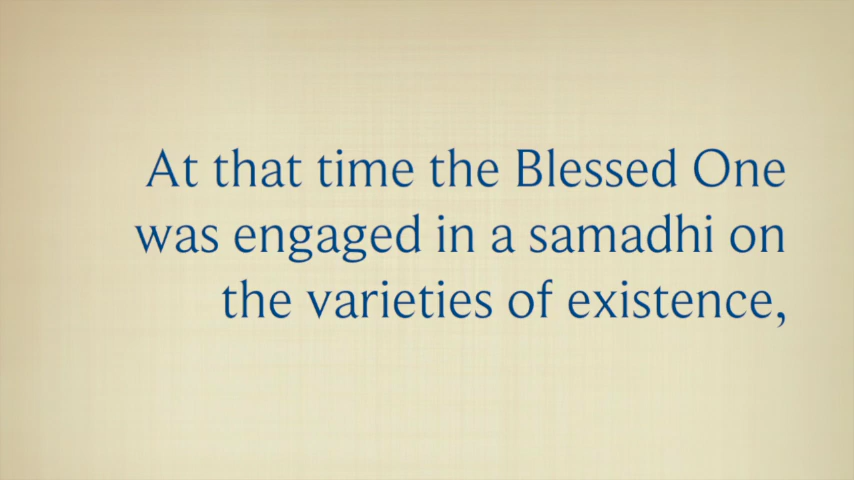 At that time the Blessed One
was engaged in a samadhi on
the varieties of existence,